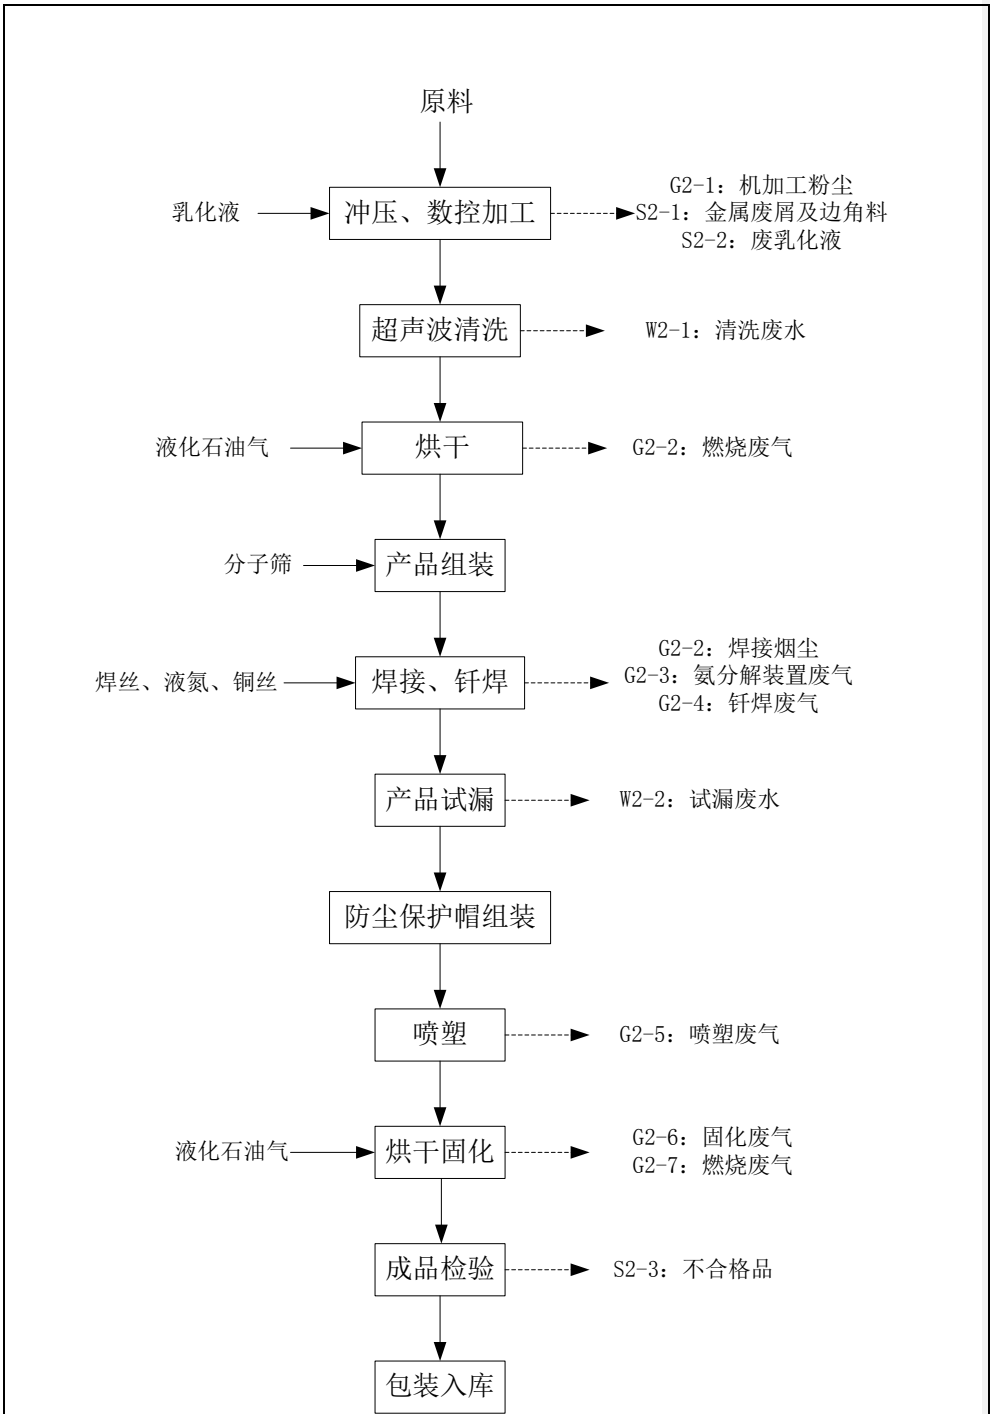 原料
乳化液
冲压、数控加工
G2-1：机加工粉尘
S2-1：金属废屑及边角料
S2-2：废乳化液
超声波清洗
W2-1：清洗废水
液化石油气
烘干
G2-2：燃烧废气
分子筛
产品组装
焊丝、液氮、铜丝
焊接、钎焊
G2-2：焊接烟尘
G2-3：氨分解装置废气
G2-4：钎焊废气
产品试漏
W2-2：试漏废水
防尘保护帽组装
喷塑
G2-5：喷塑废气
液化石油气
烘干固化
G2-6：固化废气
G2-7：燃烧废气
成品检验
S2-3：不合格品
包装入库